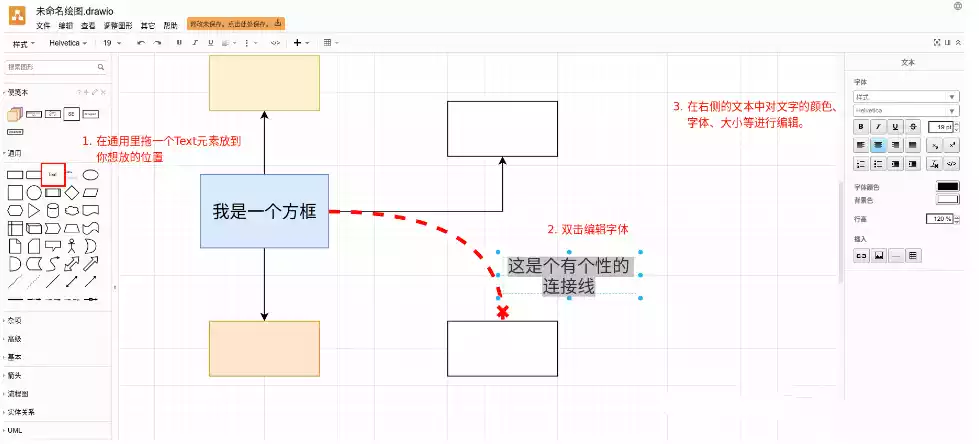 未命名绘图.drawio
文件 编辑 查看 调整图形 其它 帮助
修改未保存。点击此处保存。
样式 Helvetica 19 B I U </>
文本
搜索图形
便笺本
通用
Text
杂项
高级
基本
箭头
流程图
实体关系
UML
1. 在通用里拖一个Text元素放到
你想放的位置
我是一个方框
2. 双击编辑字体
这是个有个性的
连接线
3. 在右侧的文本中对文字的颜色、
字体、大小等进行编辑。
字体
样式
Helvetica
B I U S 19 pt
字体颜色
背景色
行高 120 %
插入